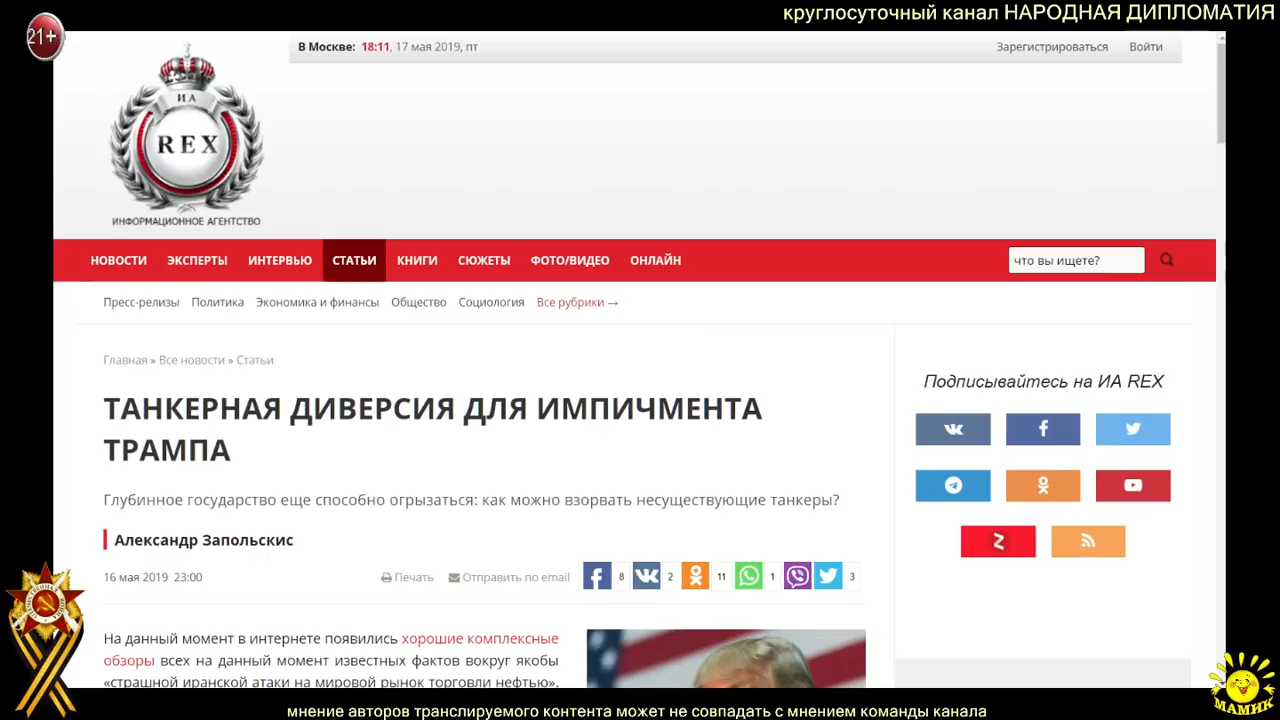 круглосуточный канал НАРОДНАЯ ДИПЛОМАТИЯ
21+
В Москве: 18:11, 17 мая 2019, пт
Зарегистрироваться Войти
ИА
REX
ИНФОРМАЦИОННОЕ АГЕНТСТВО
НОВОСТИ ЭКСПЕРТЫ ИНТЕРВЬЮ СТАТЬИ КНИГИ СЮЖЕТЫ ФОТО/ВИДЕО ОНЛАЙН
что вы ищете?
Пресс-релизы Политика Экономика и финансы Общество Социология Все рубрики →
Главная » Все новости » Статьи
ТАНКЕРНАЯ ДИВЕРСИЯ ДЛЯ ИМПИЧМЕНТА
ТРАМПА
Глубинное государство еще способно огрызаться: как можно взорвать несуществующие танкеры?
Александр Запольскис
16 мая 2019 23:00
Печать Отправить по email
8 2 11 1 3
На данный момент в интернете появились хорошие комплексные
обзоры всех на данный момент известных фактов вокруг якобы
«страшной иранской атаки на мировой рынок торговли нефтью».
Подписывайтесь на ИА REX
МАМИК
мнение авторов транслируемого контента может не совпадать с мнением команды канала